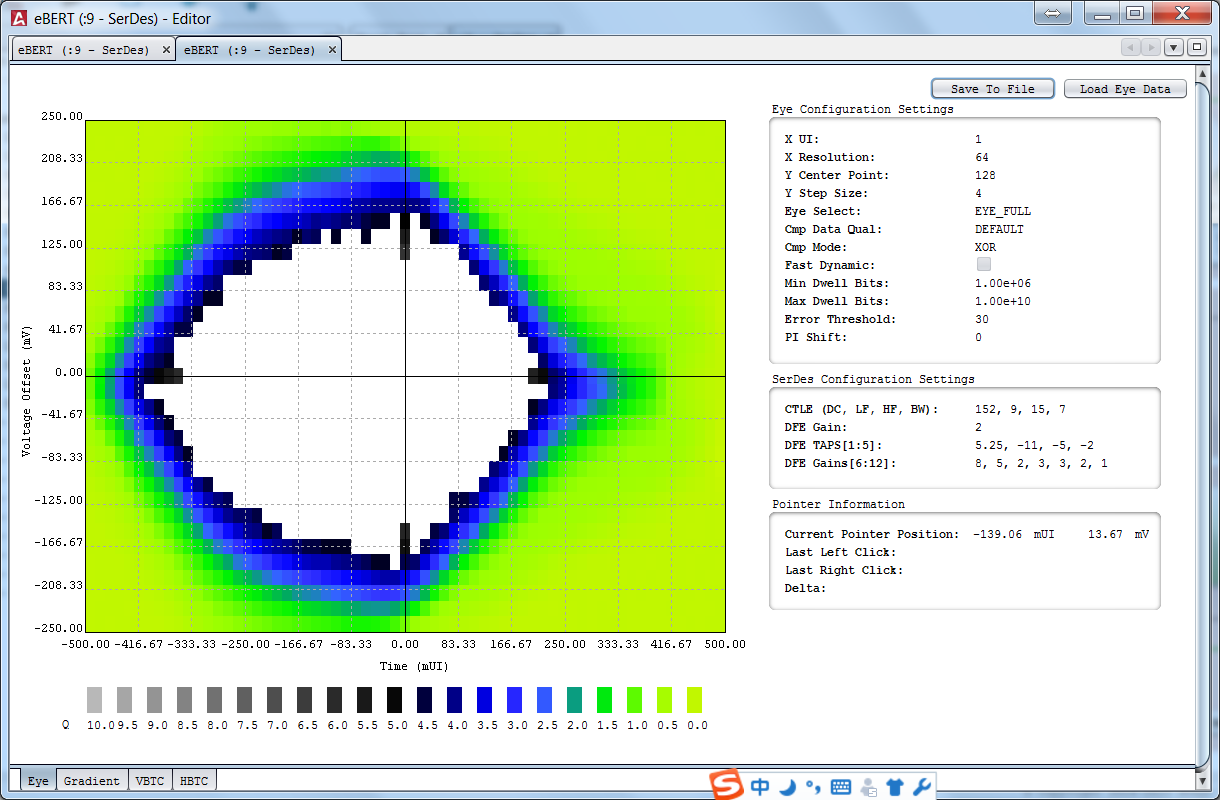 eBERT (:9 - SerDes) - Editor
eBERT (:9 - SerDes)
eBERT (:9 - SerDes)
Save To File
Load Eye Data
Eye Configuration Settings
X UI: 1
X Resolution: 64
Y Center Point: 128
Y Step Size: 4
Eye Select: EYE_FULL
Cmp Data Qual: DEFAULT
Cmp Mode: XOR
Fast Dynamic:
Min Dwell Bits: 1.00e+06
Max Dwell Bits: 1.00e+10
Error Threshold: 30
PI Shift: 0
SerDes Configuration Settings
CTLE (DC, LF, HF, BW): 152, 9, 15, 7
DFE Gain: 2
DFE TAPS[1:5]: 5.25, -11, -5, -2
DFE Gains[6:12]: 8, 5, 2, 3, 3, 2, 1
Pointer Information
Current Pointer Position: -139.06 mUI 13.67 mV
Last Left Click:
Last Right Click:
Delta:
Voltage Offset (mV)
250.00
208.33
166.67
125.00
83.33
41.67
0.00
-41.67
-83.33
-125.00
-166.67
-208.33
-250.00
-500.00 -416.67 -333.33 -250.00 -166.67 -83.33 0.00 83.33 166.67 250.00 333.33 416.67 500.00
Time (mUI)
Q 10.0 9.5 9.0 8.5 8.0 7.5 7.0 6.5 6.0 5.5 5.0 4.5 4.0 3.5 3.0 2.5 2.0 1.5 1.0 0.5 0.0
Eye Gradient VBTC HBTC
S 中